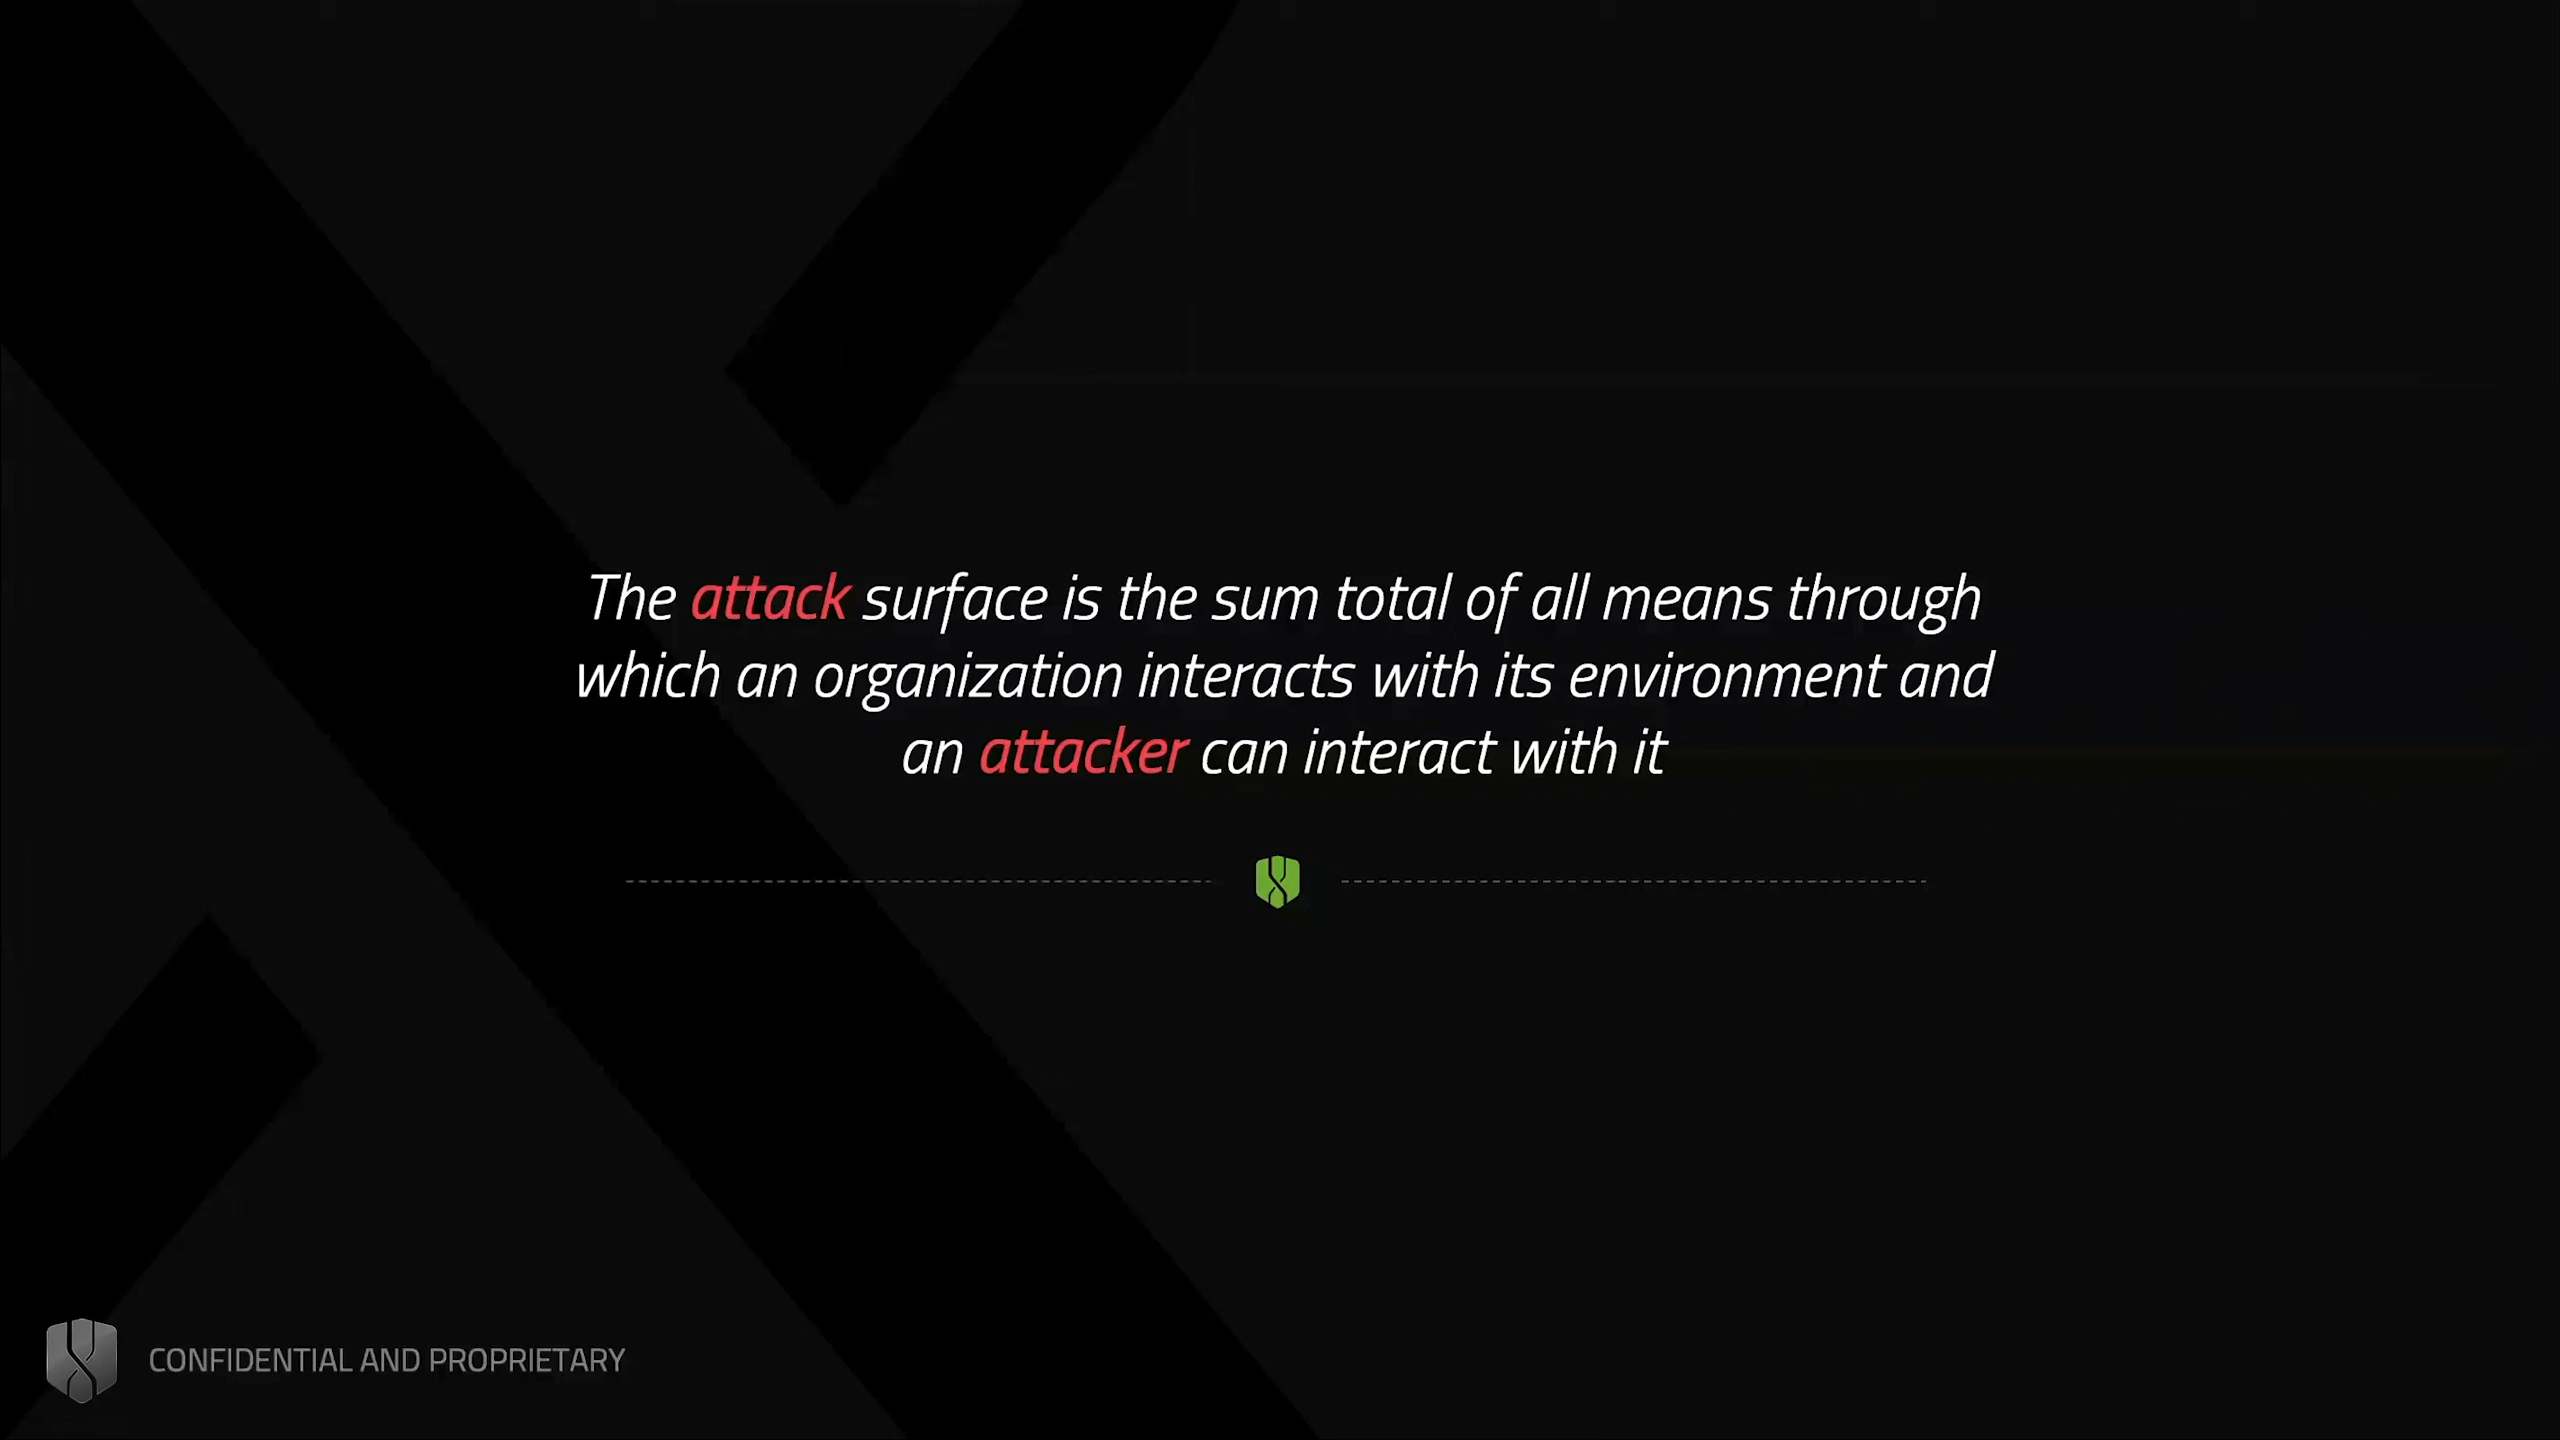 The attack surface is the sum total of all means through
which an organization interacts with its environment and
an attacker can interact with it
CONFIDENTIAL AND PROPRIETARY